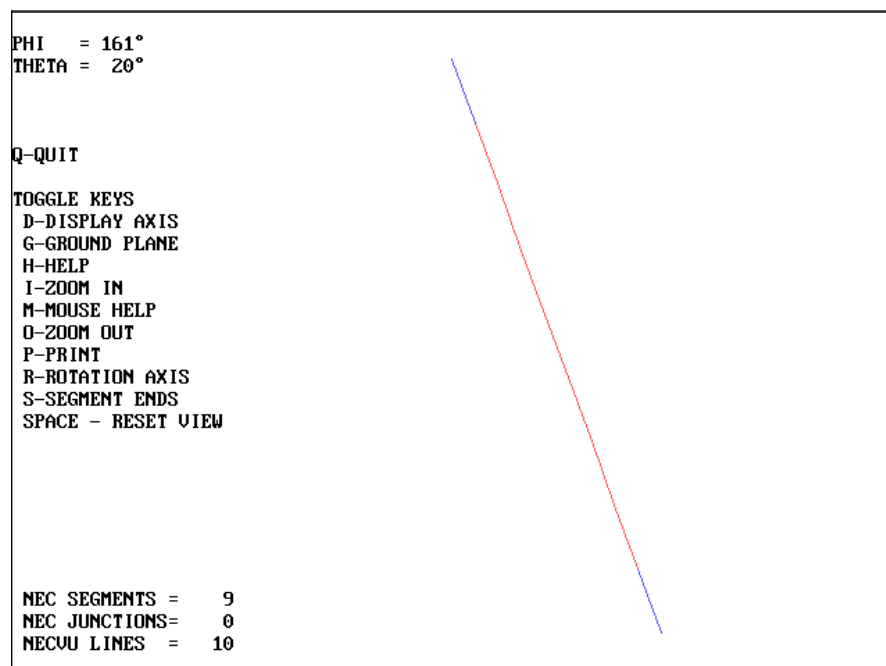 PHI = 161°
THETA = 20°
Q-QUIT
TOGGLE KEYS
D-DISPLAY AXIS
G-GROUND PLANE
H-HELP
I-ZOOM IN
M-MOUSE HELP
O-ZOOM OUT
P-PRINT
R-ROTATION AXIS
S-SEGMENT ENDS
SPACE - RESET VIEW
NEC SEGMENTS = 9
NEC JUNCTIONS= 0
NECVU LINES = 10